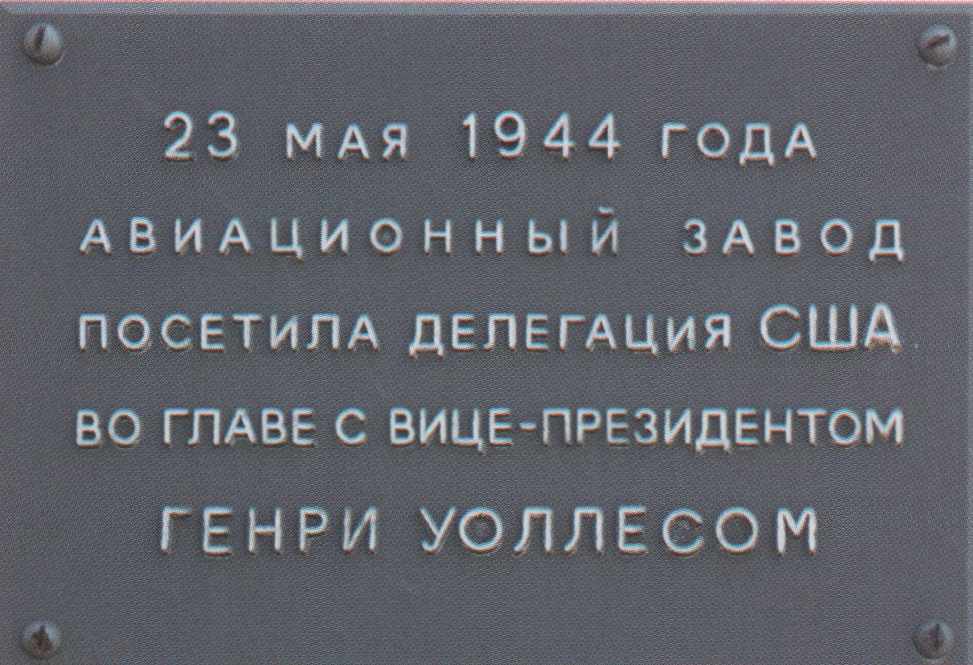 23 МАЯ 1944 ГОДА
АВИАЦИОННЫЙ ЗАВОД
ПОСЕТИЛА ДЕЛЕГАЦИЯ США
ВО ГЛАВЕ С ВИЦЕ-ПРЕЗИДЕНТОМ
ГЕНРИ УОЛЛЕСОМ